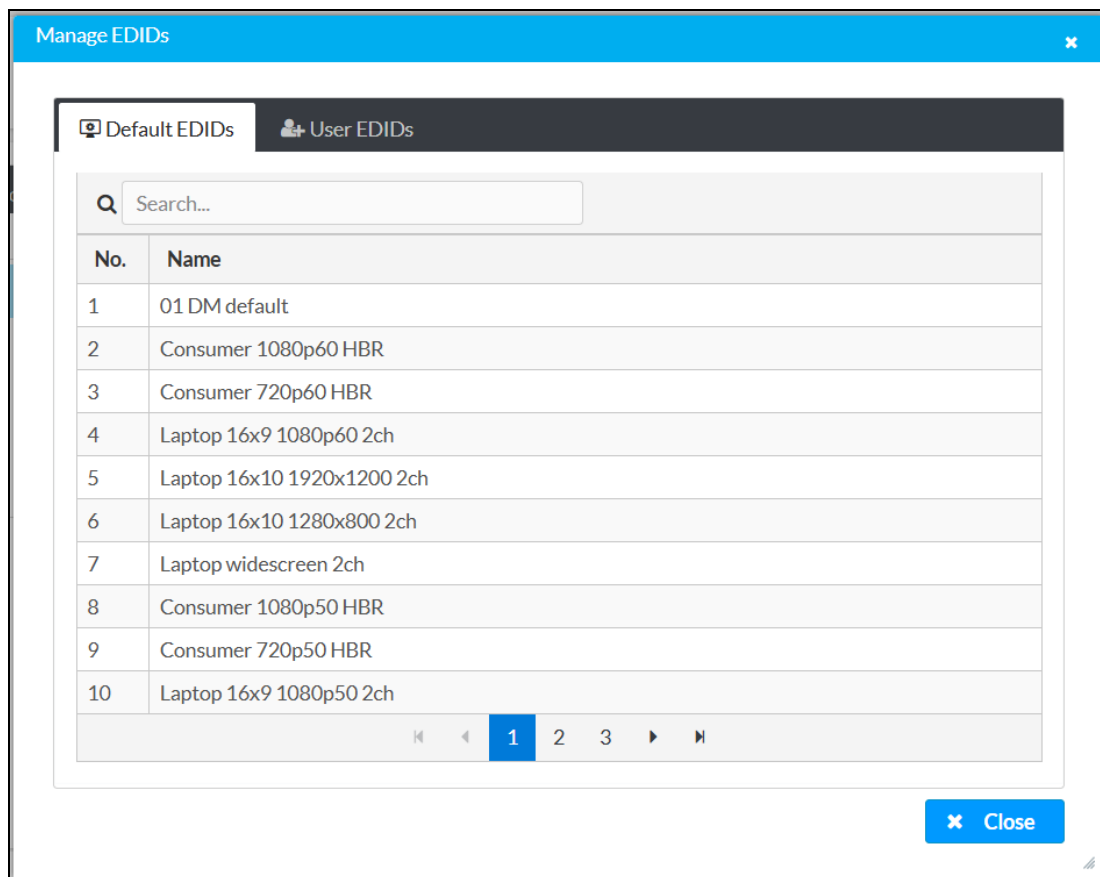 Manage EDIDs
Default EDIDs User EDIDs
Search...
No. Name
1 01 DM default
2 Consumer 1080p60 HBR
3 Consumer 720p60 HBR
4 Laptop 16x9 1080p60 2ch
5 Laptop 16x10 1920x1200 2ch
6 Laptop 16x10 1280x800 2ch
7 Laptop widescreen 2ch
8 Consumer 1080p50 HBR
9 Consumer 720p50 HBR
10 Laptop 16x9 1080p50 2ch
1 2 3
Close